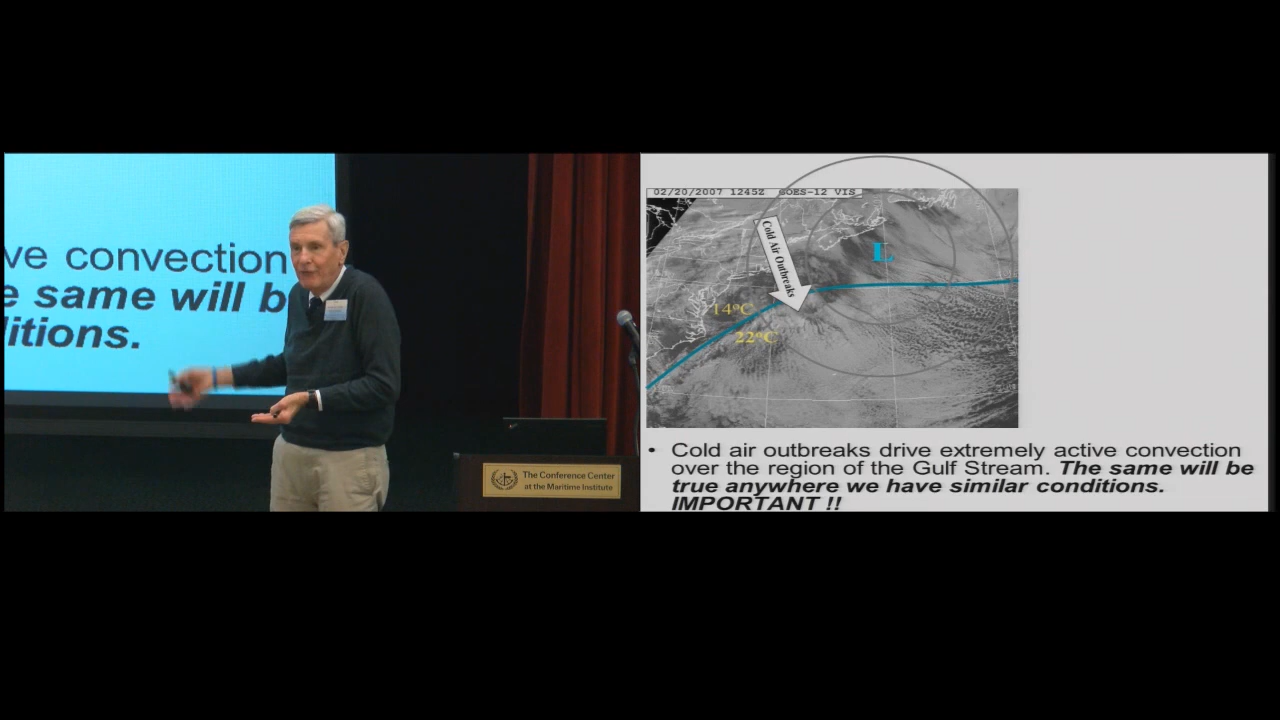 ve convection
e same will b
litions.
The Conference Center
at the Maritime Institute
02/20/2007 1245Z GOES-12 VIS
Cold Air Outbreaks
L
14ºC
22ºC
• Cold air outbreaks drive extremely active convection
over the region of the Gulf Stream. The same will be
true anywhere we have similar conditions.
IMPORTANT !!